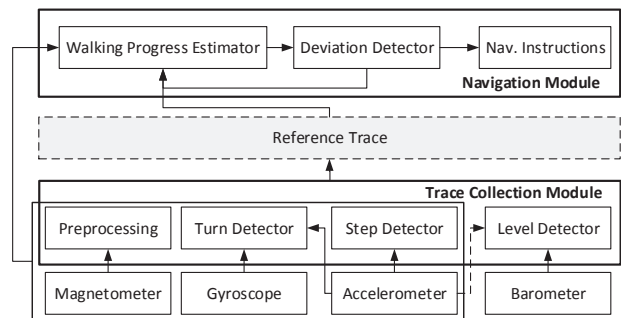 Walking Progress Estimator
Deviation Detector
Nav. Instructions
Navigation Module
Reference Trace
Trace Collection Module
Preprocessing
Turn Detector
Step Detector
Level Detector
Magnetometer
Gyroscope
Accelerometer
Barometer